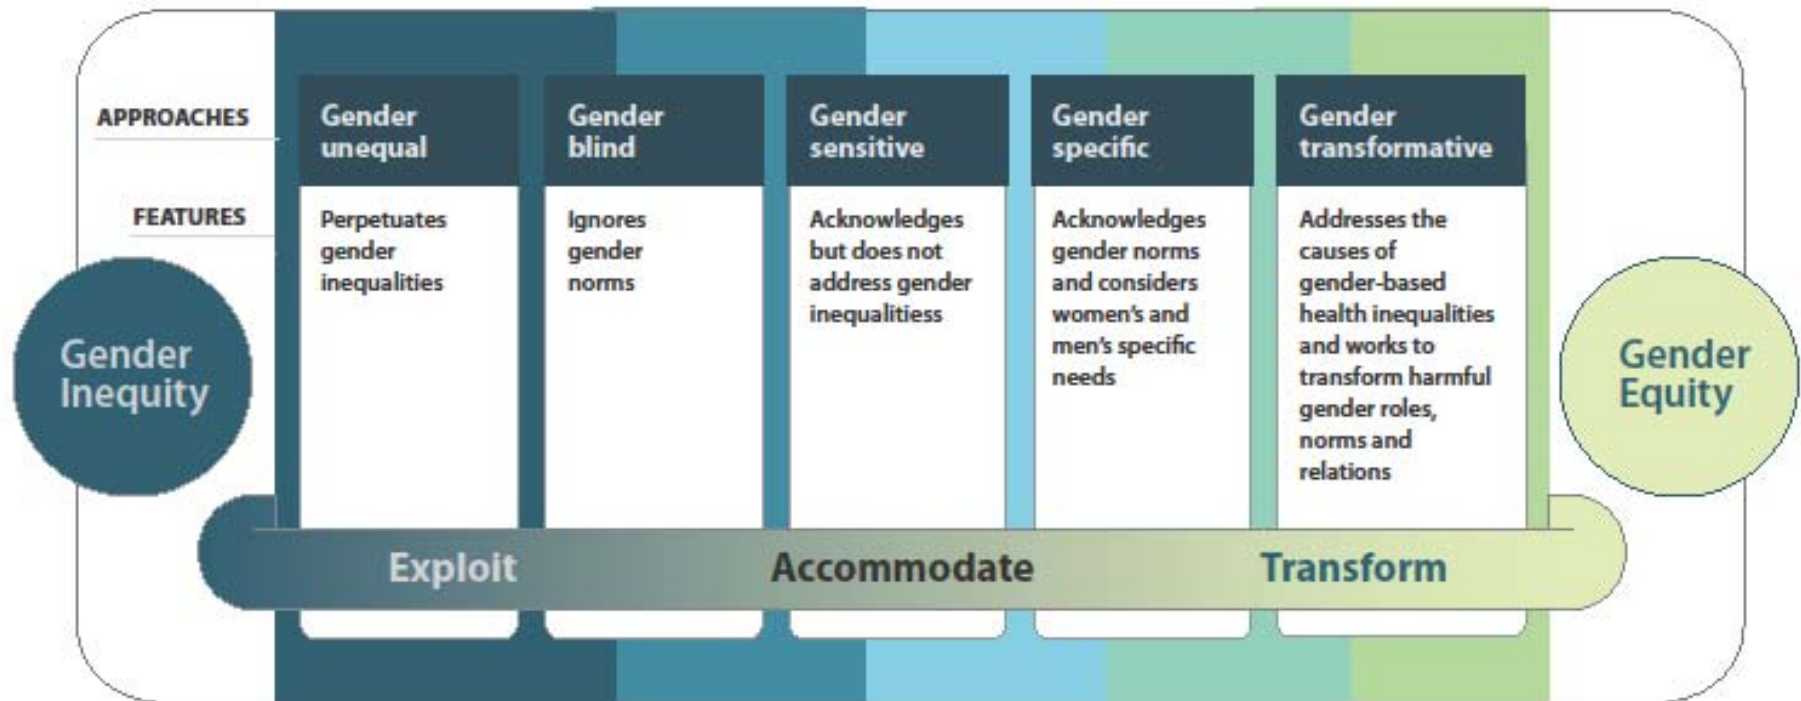 APPROACHES
Gender
unequal
Gender
blind
Gender
sensitive
Gender
specific
Gender
transformative
FEATURES
Perpetuates
gender
inequalities
Ignores
gender
norms
Acknowledges
but does not
address gender
inequalitiess
Acknowledges
gender norms
and considers
women's and
men's specific
needs
Addresses the
causes of
gender-based
health inequalities
and works to
transform harmful
gender roles,
norms and
relations
Gender
Inequity
Gender
Equity
Exploit
Accommodate
Transform